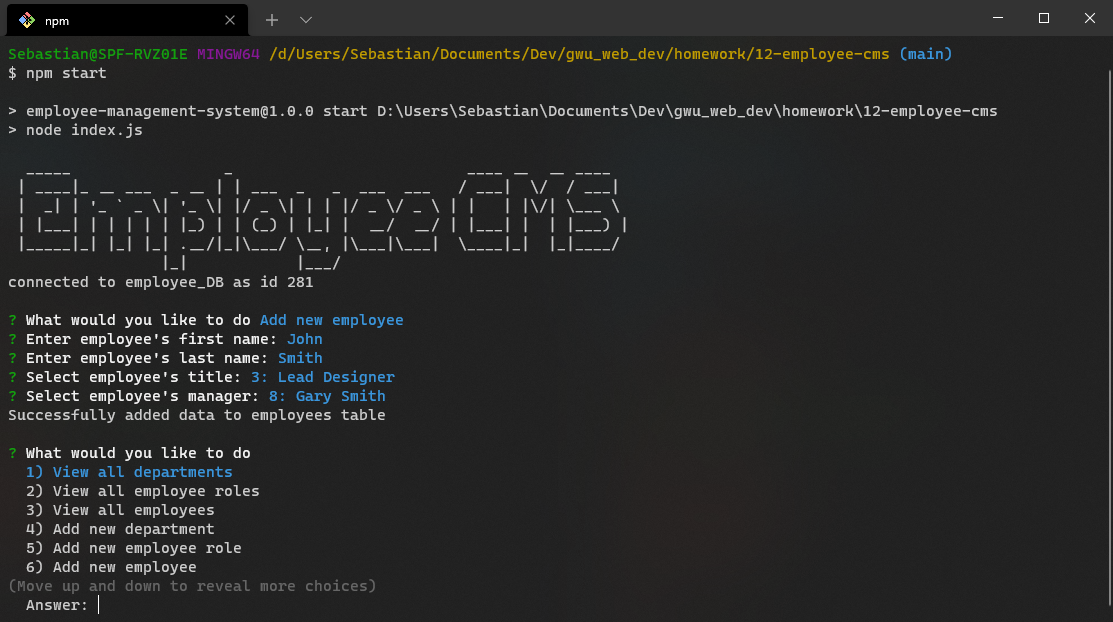 npm
Sebastian@SPF-RVZ01E MINGW64 /d/Users/Sebastian/Documents/Dev/gwu_web_dev/homework/12-employee-cms (main)
$ npm start
> employee-management-system@1.0.0 start D:\Users\Sebastian\Documents\Dev\gwu_web_dev\homework\12-employee-cms
> node index.js
Employee CMS
connected to employee_DB as id 281
? What would you like to do Add new employee
? Enter employee's first name: John
? Enter employee's last name: Smith
? Select employee's title: 3: Lead Designer
? Select employee's manager: 8: Gary Smith
Successfully added data to employees table
? What would you like to do
1) View all departments
2) View all employee roles
3) View all employees
4) Add new department
5) Add new employee role
6) Add new employee
(Move up and down to reveal more choices)
Answer: